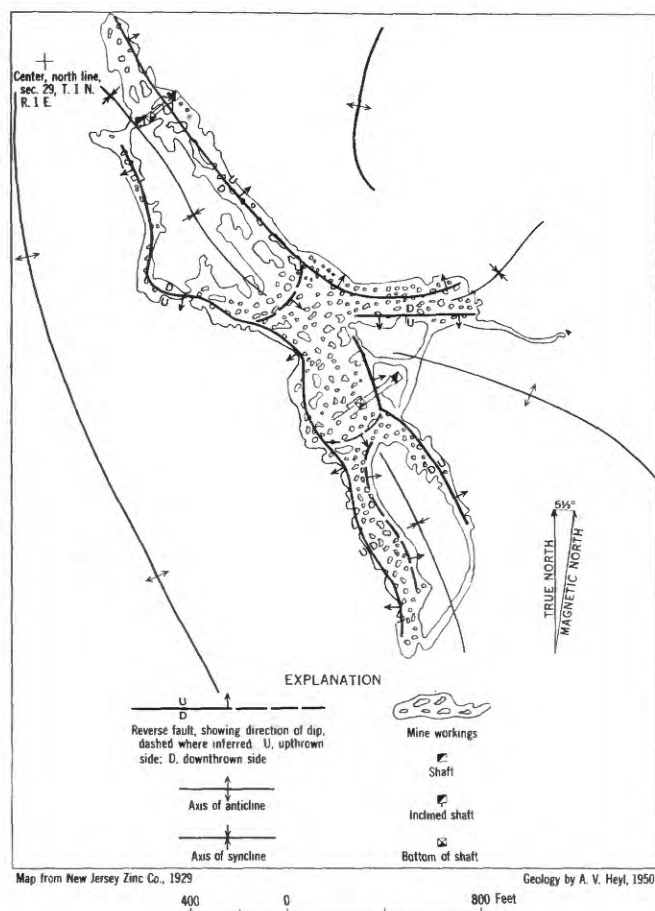 Center, north line,
sec. 29, T. 1 N.
R. 1 E.
U
D
D
U
D
U
D
U
U
D
U
D
5½°
TRUE NORTH
MAGNETIC NORTH
EXPLANATION
U
D
Reverse fault, showing direction of dip,
dashed where inferred. U, upthrown
side; D, downthrown side
Axis of anticline
Axis of syncline
Mine workings
Shaft
Inclined shaft
Bottom of shaft
Map from New Jersey Zinc Co., 1929
Geology by A. V. Heyl, 1950
400 0 800 Feet